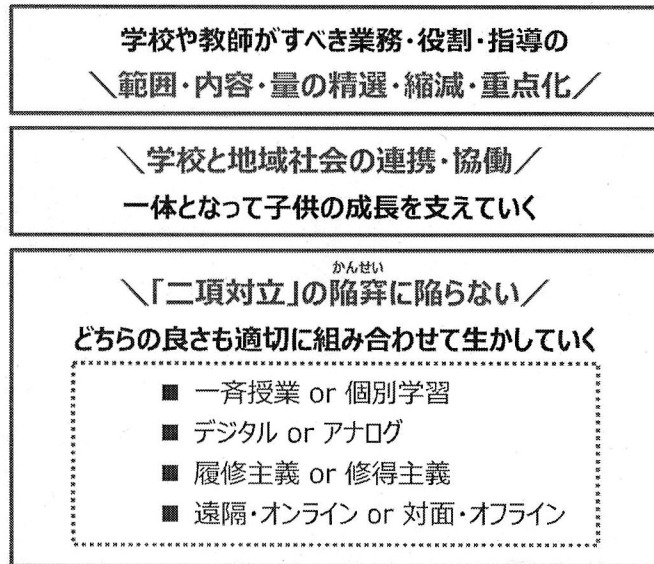 学校や教師がすべき業務・役割・指導の
＼範囲・内容・量の精選・縮減・重点化／
＼学校と地域社会の連携・協働／
一体となって子供の成長を支えていく
かんせい
＼「二項対立」の陥穽に陥らない／
どちらの良さも適切に組み合わせて生かしていく
■ 一斉授業 or 個別学習
■ デジタル or アナログ
■ 履修主義 or 修得主義
■ 遠隔・オンライン or 対面・オフライン